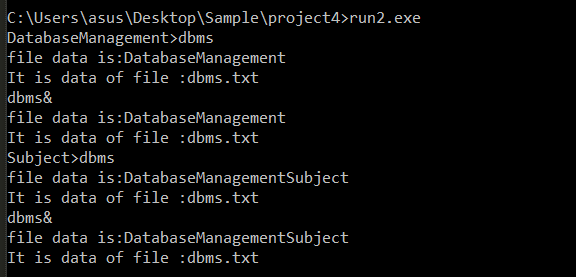 C:\Users\asus\Desktop\Sample\project4>run2.exe
DatabaseManagement>dbms
file data is:DatabaseManagement
It is data of file :dbms.txt
dbms&
file data is:DatabaseManagement
It is data of file :dbms.txt
Subject>dbms
file data is:DatabaseManagementSubject
It is data of file :dbms.txt
dbms&
file data is:DatabaseManagementSubject
It is data of file :dbms.txt